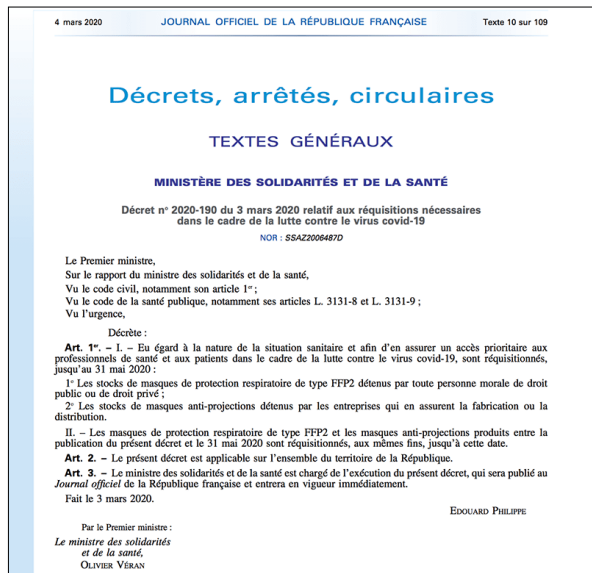 4 mars 2020 JOURNAL OFFICIEL DE LA RÉPUBLIQUE FRANÇAISE Texte 10 sur 109
Décrets, arrêtés, circulaires
TEXTES GÉNÉRAUX
MINISTÈRE DES SOLIDARITÉS ET DE LA SANTÉ
Décret nº 2020-190 du 3 mars 2020 relatif aux réquisitions nécessaires
dans le cadre de la lutte contre le virus covid-19
NOR : SSAZ2006487D
Le Premier ministre,
Sur le rapport du ministre des solidarités et de la santé,
Vu le code civil, notamment son article 1er ;
Vu le code de la santé publique, notamment ses articles L. 3131-8 et L. 3131-9 ;
Vu l’urgence,
Décrète :
Art. 1er. – I. – Eu égard à la nature de la situation sanitaire et afin d’en assurer un accès prioritaire aux
professionnels de santé et aux patients dans le cadre de la lutte contre le virus covid-19, sont réquisitionnés,
jusqu’au 31 mai 2020 :
1º Les stocks de masques de protection respiratoire de type FFP2 détenus par toute personne morale de droit
public ou de droit privé ;
2º Les stocks de masques anti-projections détenus par les entreprises qui en assurent la fabrication ou la
distribution.
II. – Les masques de protection respiratoire de type FFP2 et les masques anti-projections produits entre la
publication du présent décret et le 31 mai 2020 sont réquisitionnés, aux mêmes fins, jusqu’à cette date.
Art. 2. – Le présent décret est applicable sur l’ensemble du territoire de la République.
Art. 3. – Le ministre des solidarités et de la santé est chargé de l’exécution du présent décret, qui sera publié au
Journal officiel de la République française et entrera en vigueur immédiatement.
Fait le 3 mars 2020.
EDOUARD PHILIPPE
Par le Premier ministre :
Le ministre des solidarités
et de la santé,
OLIVIER VÉRAN